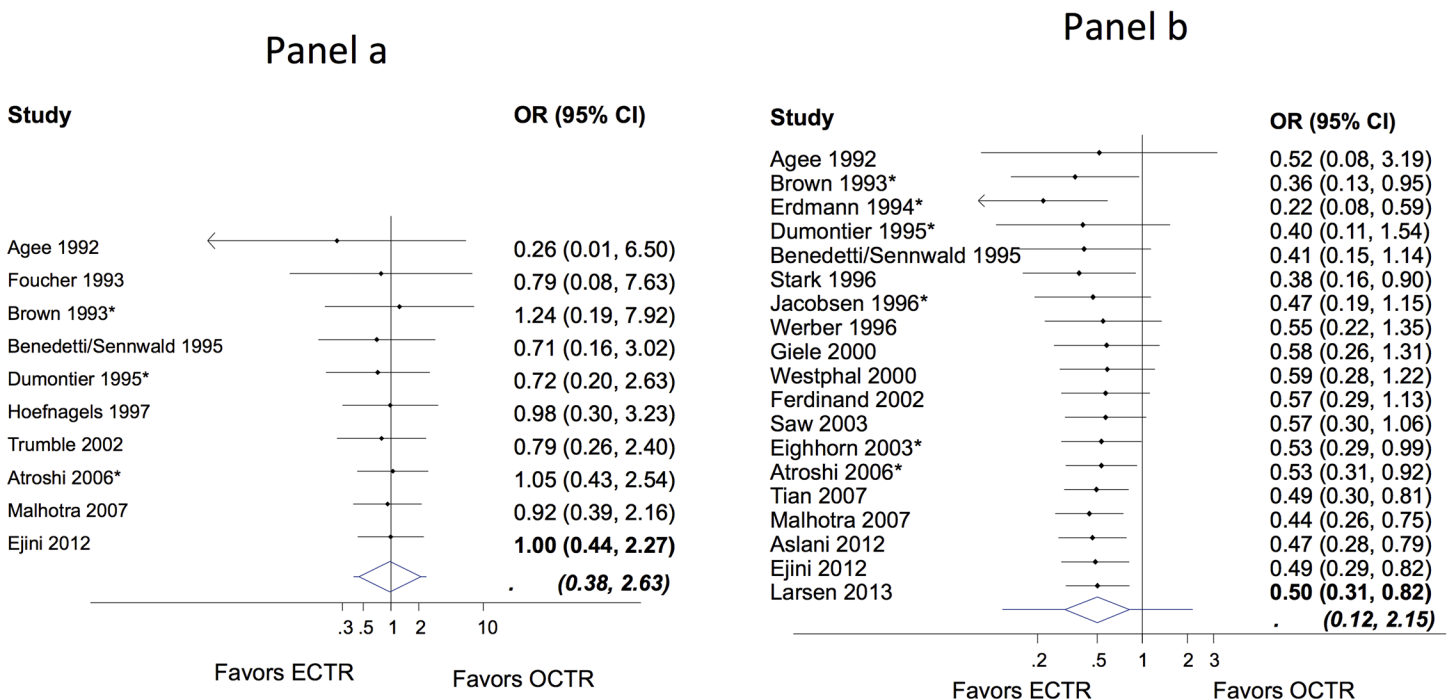 Panel a
Study OR (95% CI)
Agee 1992 0.26 (0.01, 6.50)
Foucher 1993 0.79 (0.08, 7.63)
Brown 1993* 1.24 (0.19, 7.92)
Benedetti/Sennwald 1995 0.71 (0.16, 3.02)
Dumontier 1995* 0.72 (0.20, 2.63)
Hoefnagels 1997 0.98 (0.30, 3.23)
Trumble 2002 0.79 (0.26, 2.40)
Atroshi 2006* 1.05 (0.43, 2.54)
Malhotra 2007 0.92 (0.39, 2.16)
Ejini 2012 1.00 (0.44, 2.27)
. (0.38, 2.63)
.3 .5 1 2 10
Favors ECTR Favors OCTR
Panel b
Study OR (95% CI)
Agee 1992 0.52 (0.08, 3.19)
Brown 1993* 0.36 (0.13, 0.95)
Erdmann 1994* 0.22 (0.08, 0.59)
Dumontier 1995* 0.40 (0.11, 1.54)
Benedetti/Sennwald 1995 0.41 (0.15, 1.14)
Stark 1996 0.38 (0.16, 0.90)
Jacobsen 1996* 0.47 (0.19, 1.15)
Werber 1996 0.55 (0.22, 1.35)
Giele 2000 0.58 (0.26, 1.31)
Westphal 2000 0.59 (0.28, 1.22)
Ferdinand 2002 0.57 (0.29, 1.13)
Saw 2003 0.57 (0.30, 1.06)
Eighhorn 2003* 0.53 (0.29, 0.99)
Atroshi 2006* 0.53 (0.31, 0.92)
Tian 2007 0.49 (0.30, 0.81)
Malhotra 2007 0.44 (0.26, 0.75)
Aslani 2012 0.47 (0.28, 0.79)
Ejini 2012 0.49 (0.29, 0.82)
Larsen 2013 0.50 (0.31, 0.82)
. (0.12, 2.15)
.2 .5 1 2 3
Favors ECTR Favors OCTR